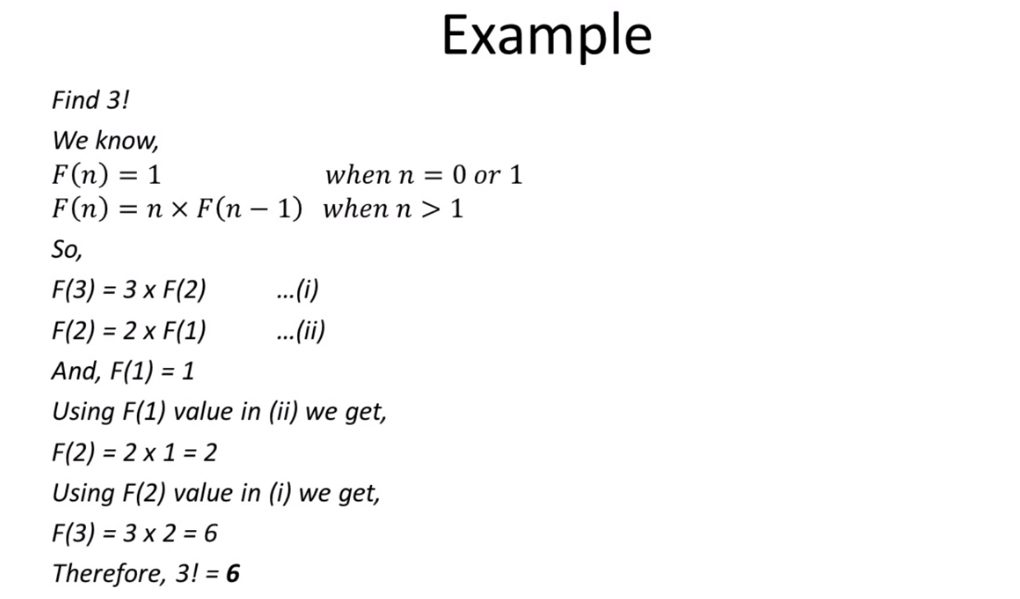 Example
Find 3!
We know,
F(n) = 1 when n = 0 or 1
F(n) = n × F(n − 1) when n > 1
So,
F(3) = 3 x F(2) ...(i)
F(2) = 2 x F(1) ...(ii)
And, F(1) = 1
Using F(1) value in (ii) we get,
F(2) = 2 x 1 = 2
Using F(2) value in (i) we get,
F(3) = 3 x 2 = 6
Therefore, 3! = 6